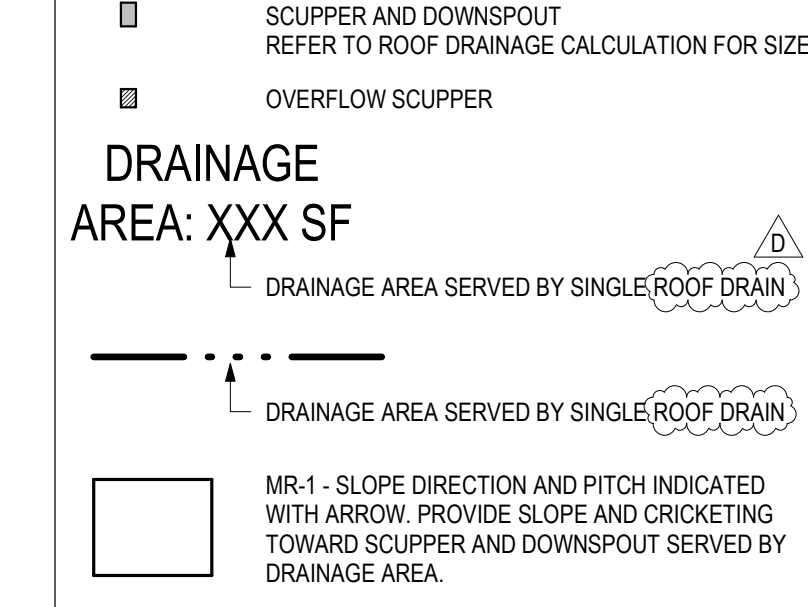 SCUPPER AND DOWNSPOUT
REFER TO ROOF DRAINAGE CALCULATION FOR SIZE
OVERFLOW SCUPPER
DRAINAGE
AREA: XXX SF
D
DRAINAGE AREA SERVED BY SINGLE ROOF DRAIN
DRAINAGE AREA SERVED BY SINGLE ROOF DRAIN
MR-1 - SLOPE DIRECTION AND PITCH INDICATED
WITH ARROW. PROVIDE SLOPE AND CRICKETING
TOWARD SCUPPER AND DOWNSPOUT SERVED BY
DRAINAGE AREA.